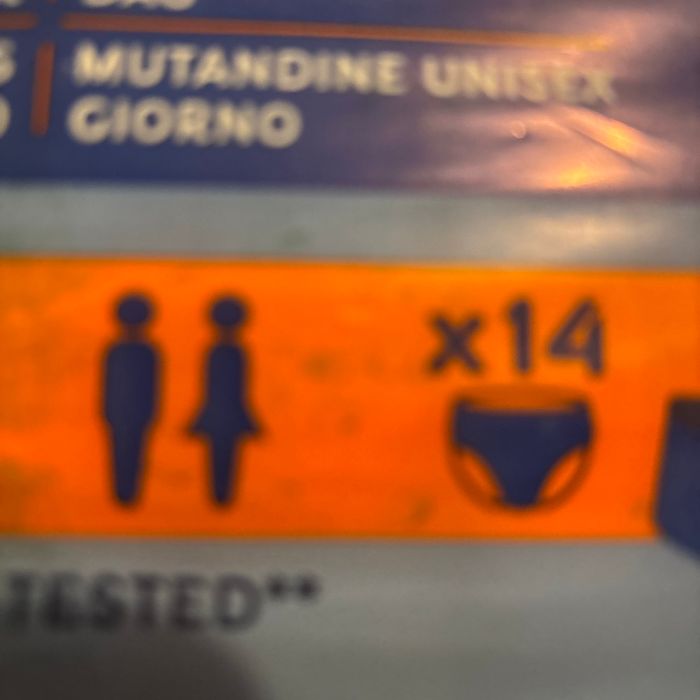 MUTANDINE UNISEX
GIORNO
x14
TESTED**